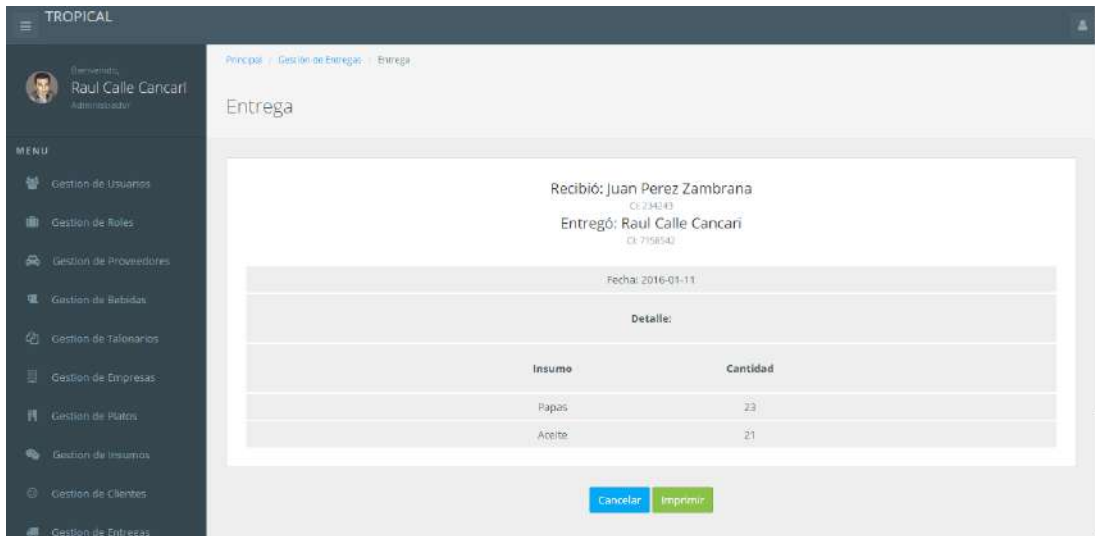 TROPICAL
Bienvenido,
Raul Calle Cancari
Administrador
MENU
Gestion de Usuarios
Gestion de Roles
Gestion de Proveedores
Gestion de Bebidas
Gestion de Talonarios
Gestion de Empresas
Gestion de Platos
Gestion de Insumos
Gestion de Clientes
Gestion de Entregas
Principal / Gestión de Entregas / Entrega
Entrega
Recibió: Juan Perez Zambrana
CI: 234243
Entregó: Raul Calle Cancari
CI: 7158542
Fecha: 2016-01-11
Detalle:
Insumo Cantidad
Papas 23
Aceite 21
Cancelar Imprimir